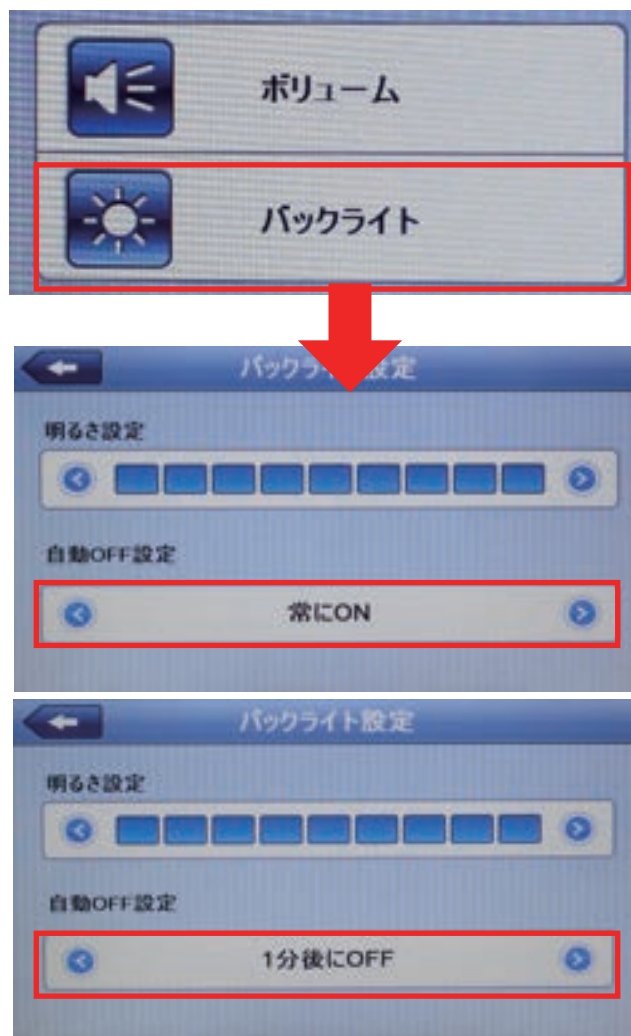 ボリューム
バックライト
バックライト設定
明るさ設定
自動OFF設定
常にON
バックライト設定
明るさ設定
自動OFF設定
1分後にOFF